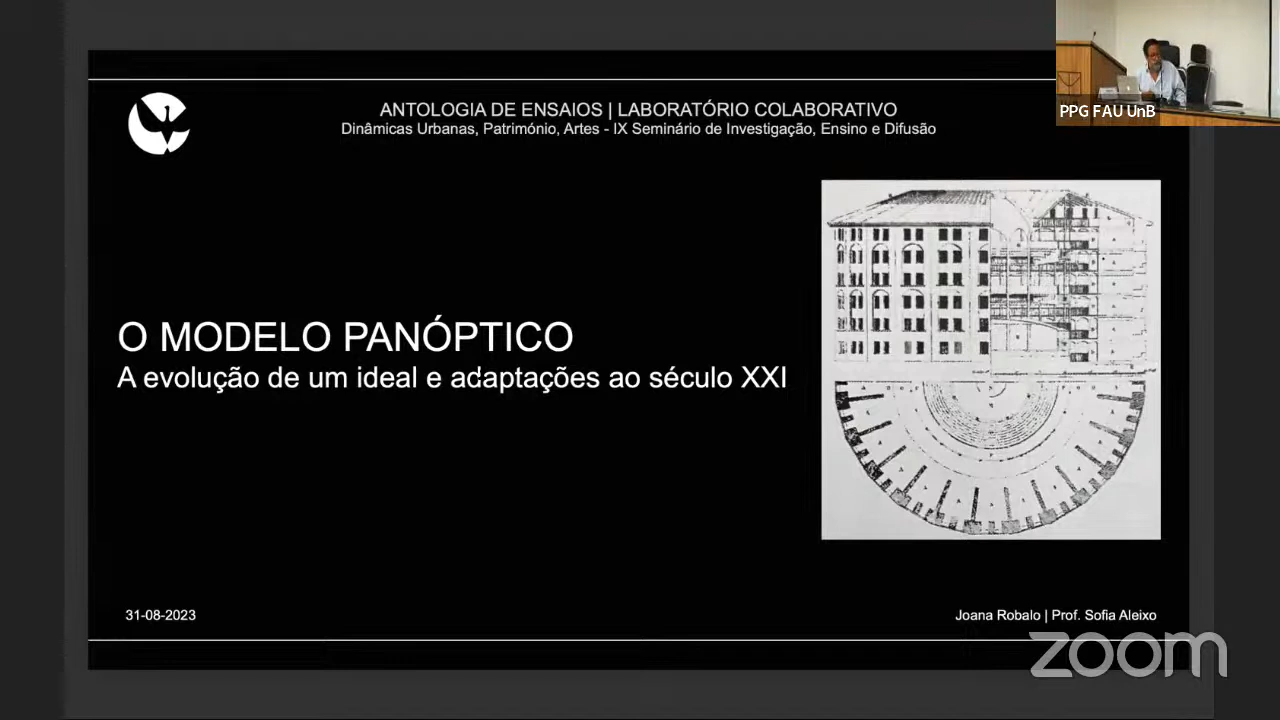 ANTOLOGIA DE ENSAIOS | LABORATÓRIO COLABORATIVO
Dinâmicas Urbanas, Património, Artes - IX Seminário de Investigação, Ensino e Difusão
PPG FAU UnB
O MODELO PANÓPTICO
A evolução de um ideal e adaptações ao século XXI
31-08-2023
Joana Robalo | Prof. Sofia Aleixo
zoom